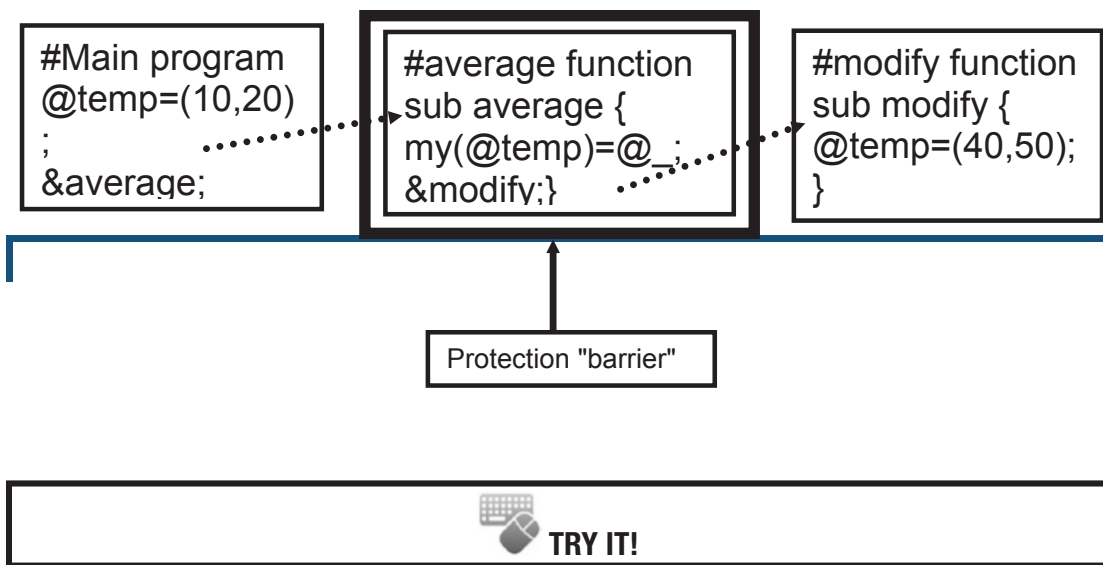 #Main program
@temp=(10,20)
;
&average;
#average function
sub average {
my(@temp)=@_;
&modify;}
#modify function
sub modify {
@temp=(40,50);
}
Protection "barrier"
TRY IT!